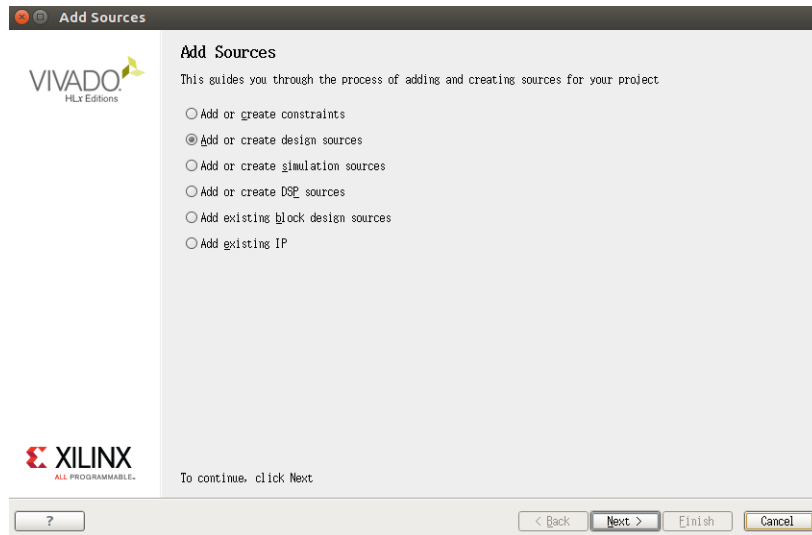 Add Sources
VIVADO.
HLx Editions
Add Sources
This guides you through the process of adding and creating sources for your project
Add or create constraints
Add or create design sources
Add or create simulation sources
Add or create DSP sources
Add existing block design sources
Add existing IP
XILINX
ALL PROGRAMMABLE.
To continue, click Next
?
< Back
Next >
Finish
Cancel